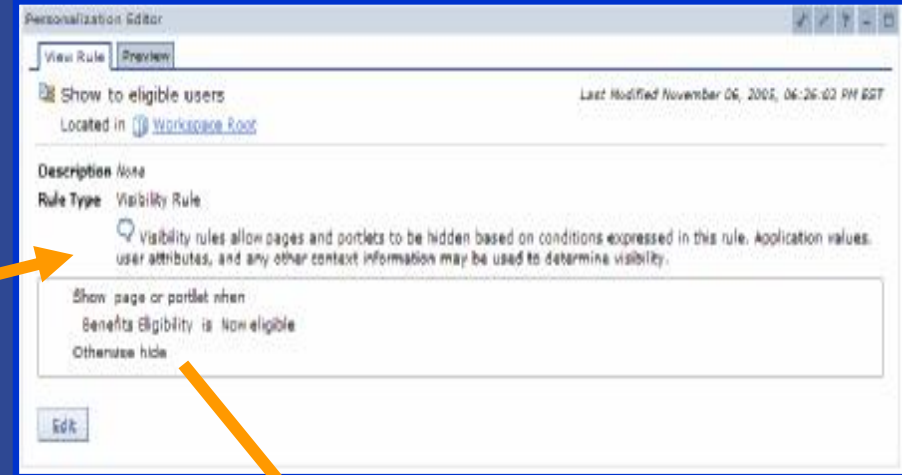 Personalization Editor
View Rule Preview
Show to eligible users Last Modified November 06, 2005, 06:26:02 PM EST
Located in Workspace Root
Description None
Rule Type Visibility Rule
Visibility rules allow pages and portlets to be hidden based on conditions expressed in this rule. Application values,
user attributes, and any other context information may be used to determine visibility.
Show page or portlet when
Benefits Eligibility is Now eligible
Otherwise hide
Edit